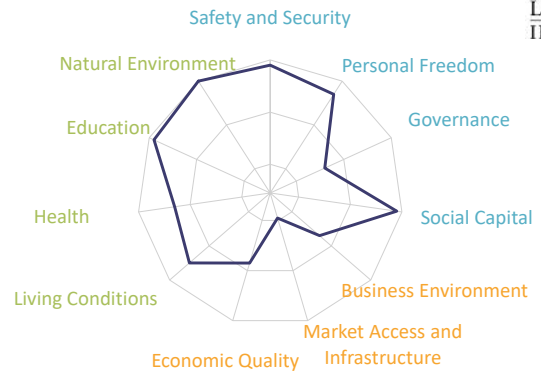 Safety and Security
Natural Environment
Personal Freedom
Education
Governance
Health
Social Capital
Living Conditions
Business Environment
Market Access and
Infrastructure
Economic Quality